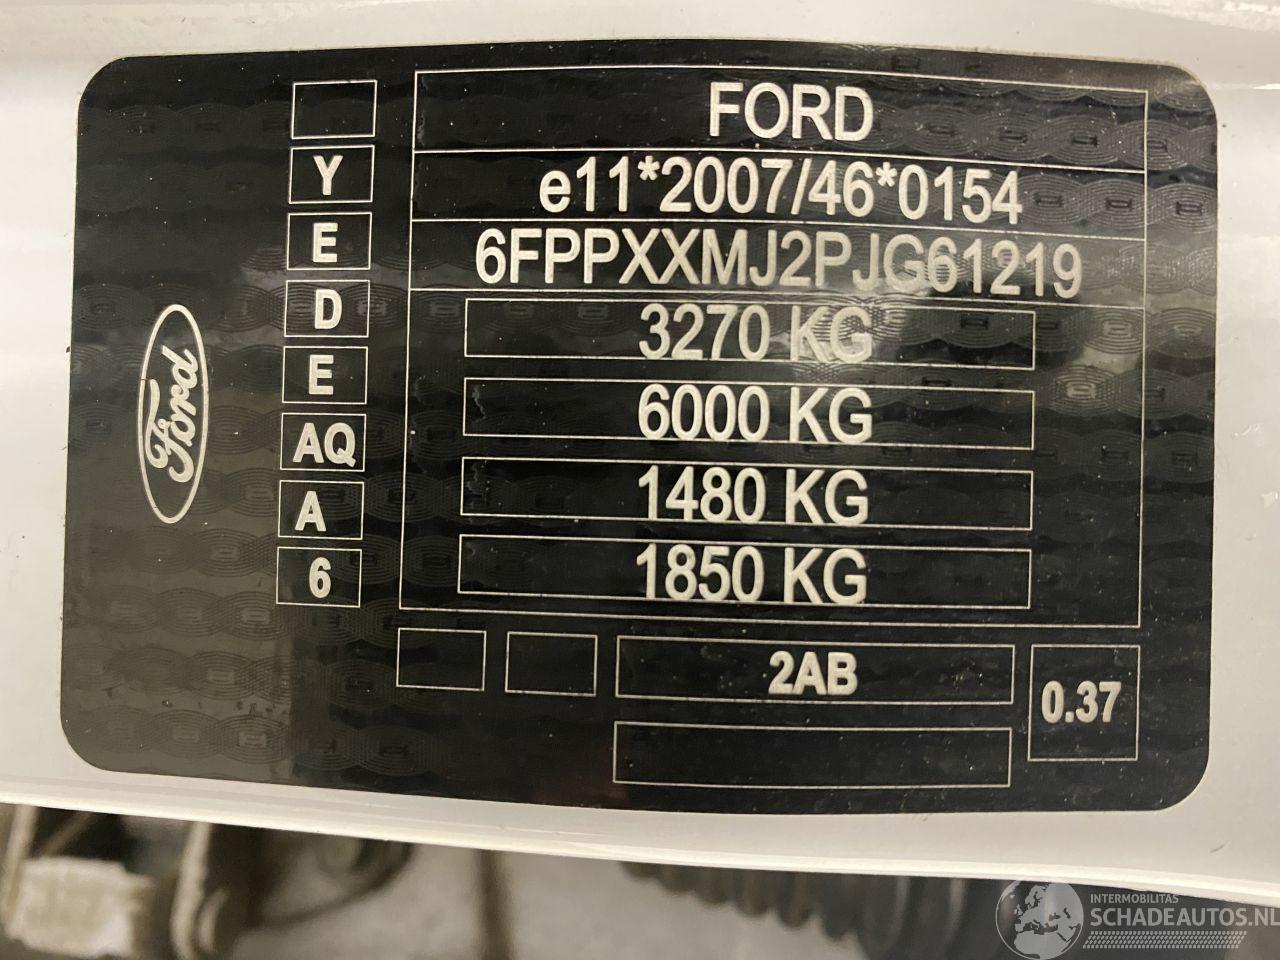 FORD
e11*2007/46*0154
6FPPXXMJ2PJG61219
3270 KG
6000 KG
1480 KG
1850 KG
Y
E
D
E
AQ
A
6
Ford
2AB
0.37
INTERMOBILITAS
SCHADEAUTOS.NL